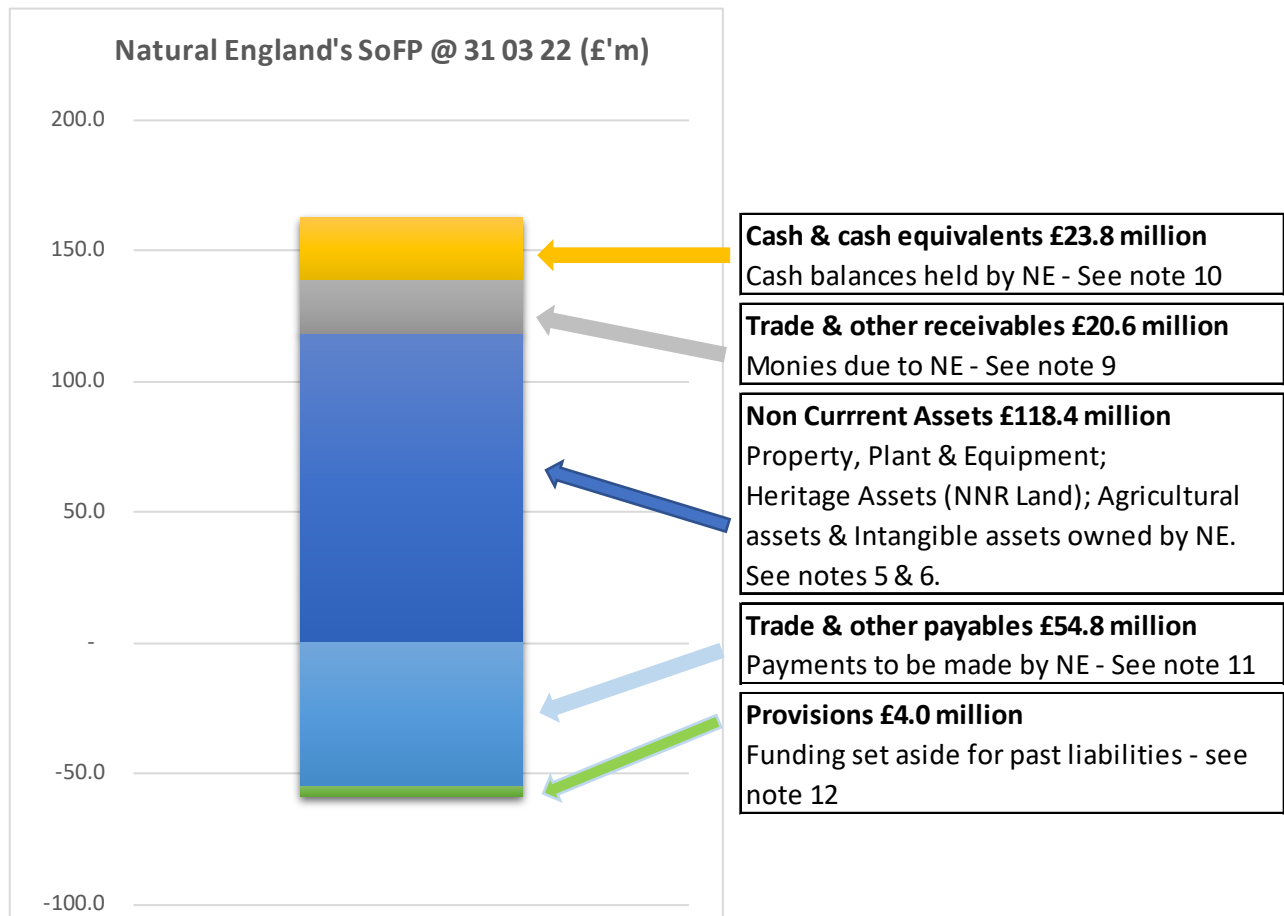 Natural England's SoFP @ 31 03 22 (£'m)
200.0
150.0
100.0
50.0
-
-50.0
-100.0
Cash & cash equivalents £23.8 million
Cash balances held by NE - See note 10
Trade & other receivables £20.6 million
Monies due to NE - See note 9
Non Currrent Assets £118.4 million
Property, Plant & Equipment;
Heritage Assets (NNR Land); Agricultural
assets & Intangible assets owned by NE.
See notes 5 & 6.
Trade & other payables £54.8 million
Payments to be made by NE - See note 11
Provisions £4.0 million
Funding set aside for past liabilities - see
note 12